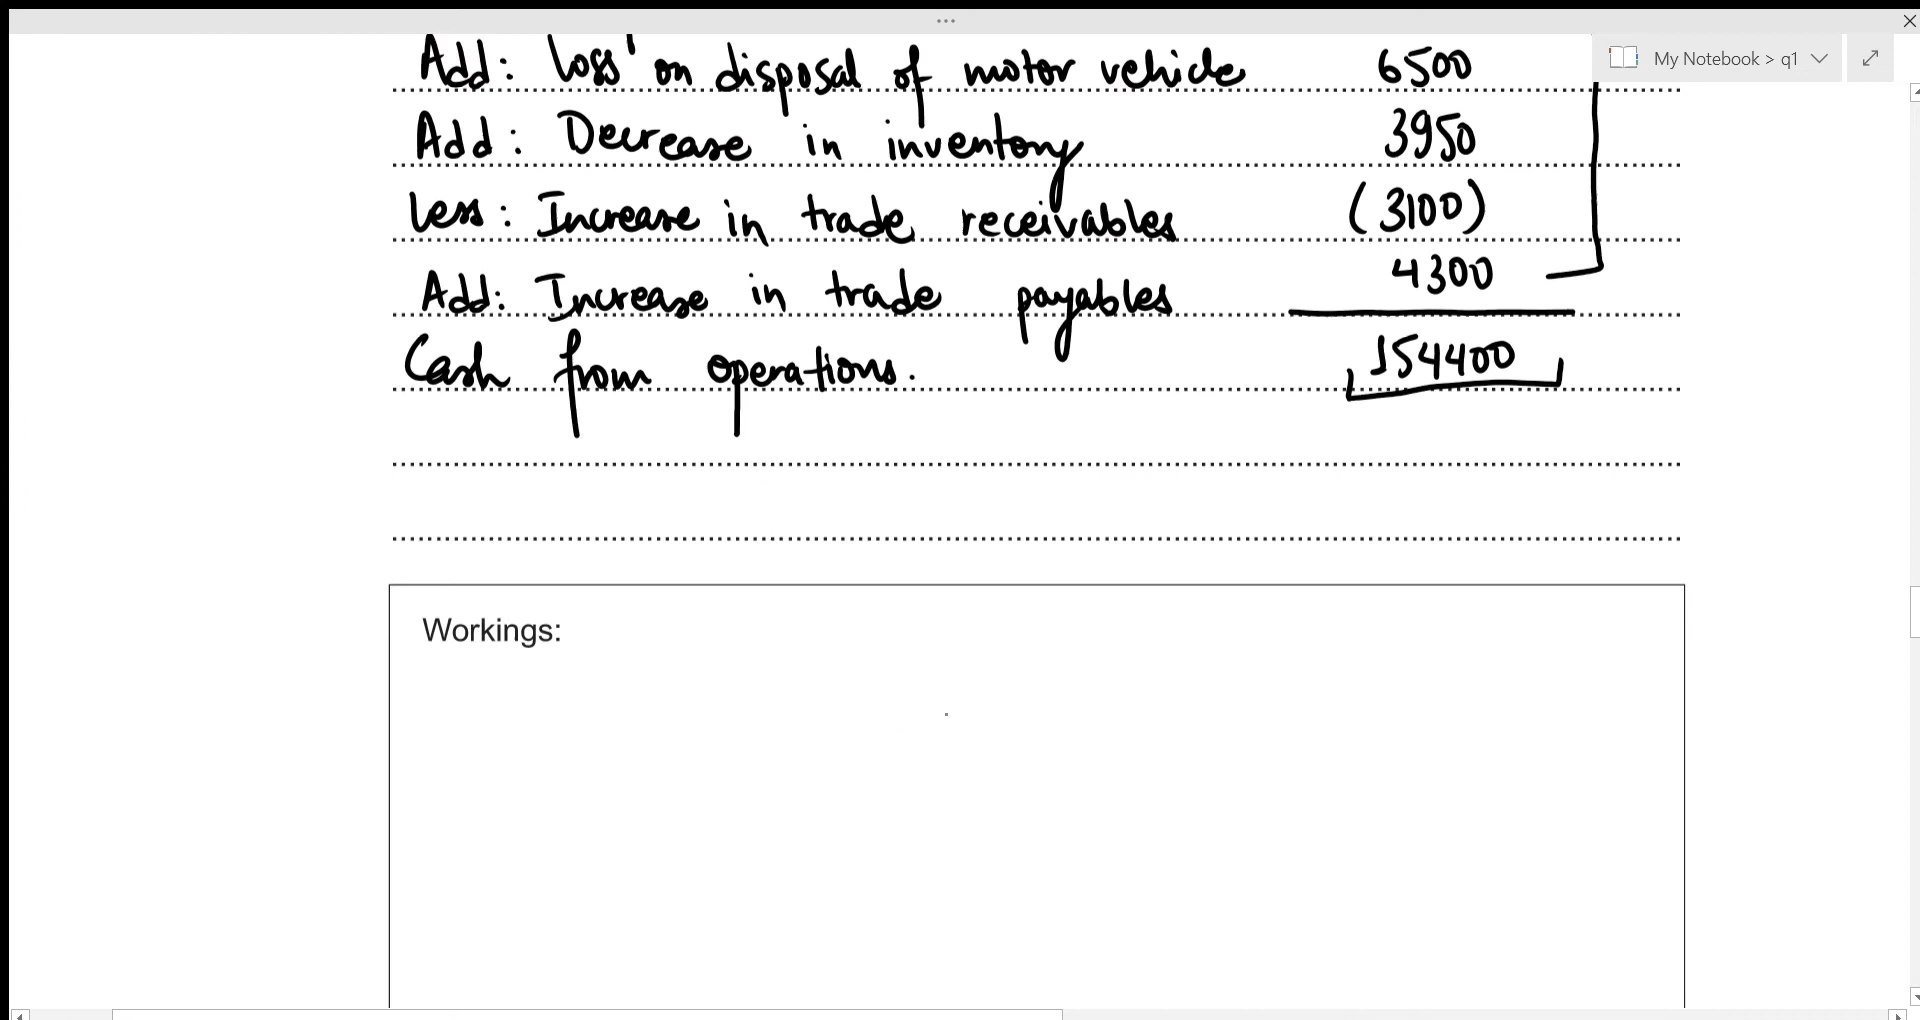 My Notebook > q1
Add: Loss on disposal of motor vehicle 6500
Add: Decrease in inventory 3950
Less: Increase in trade receivables (3100)
Add: Increase in trade payables 4300
Cash from operations. 154400
Workings: